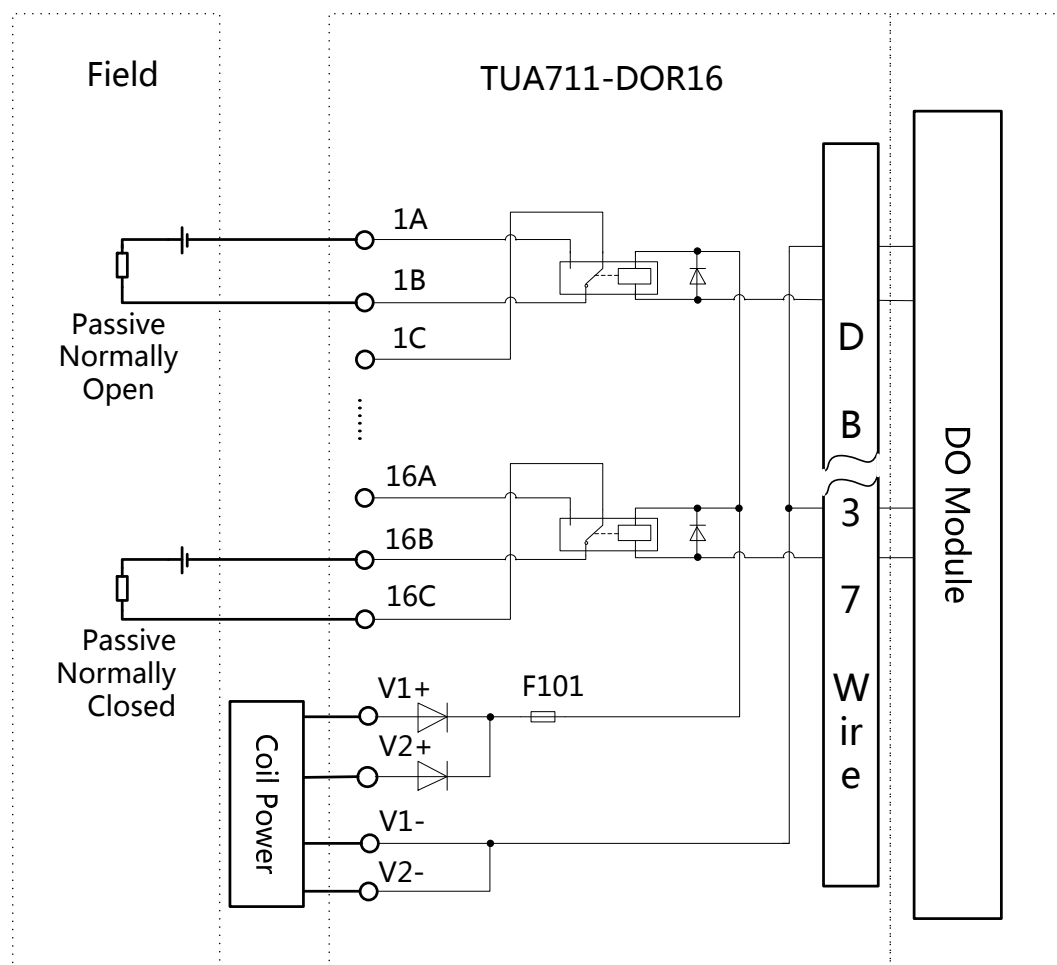 Field
TUA711-DOR16
1A
1B
1C
Passive
Normally
Open
16A
16B
16C
Passive
Normally
Closed
V1+
F101
V2+
V1-
V2-
Coil Power
D
B
3
7
W
ir
e
DO Module